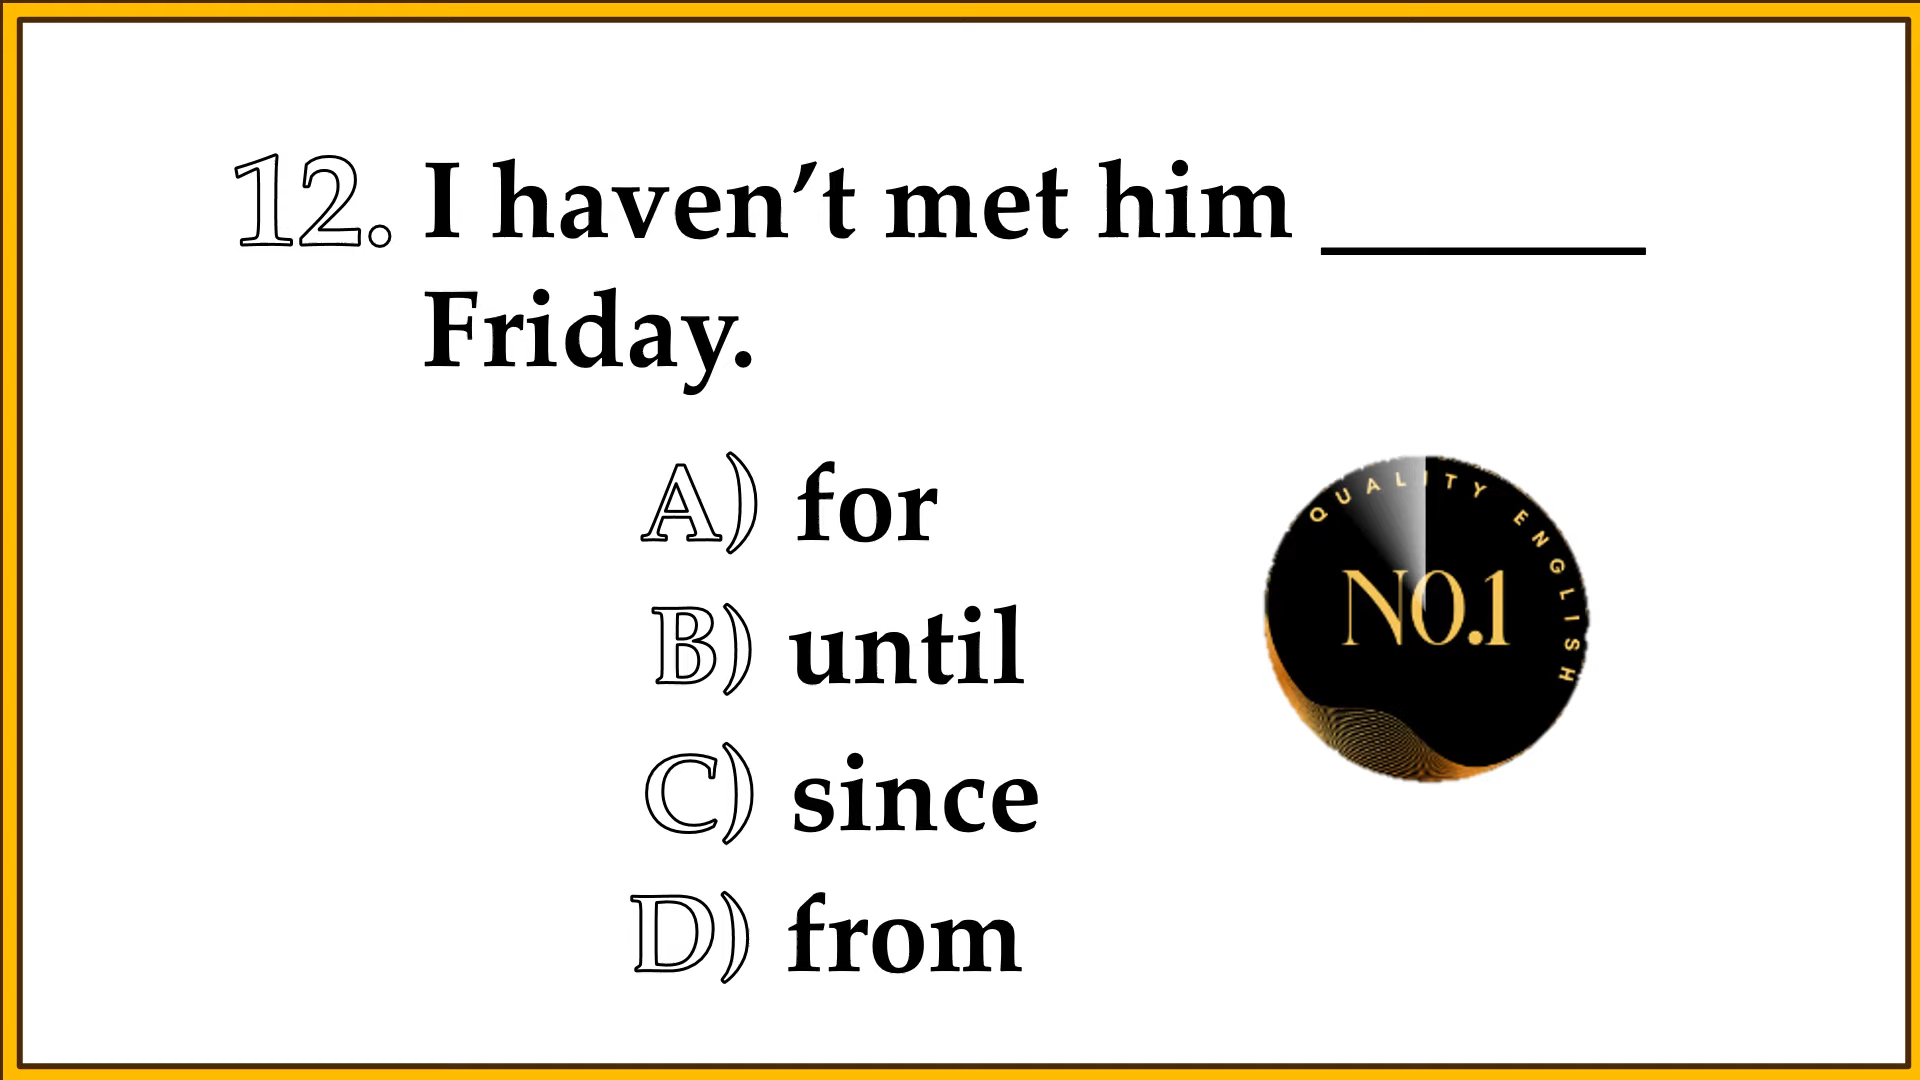 12. I haven’t met him ______
Friday.
A) for
B) until
C) since
D) from
QUALITY ENGLISH
NO.1